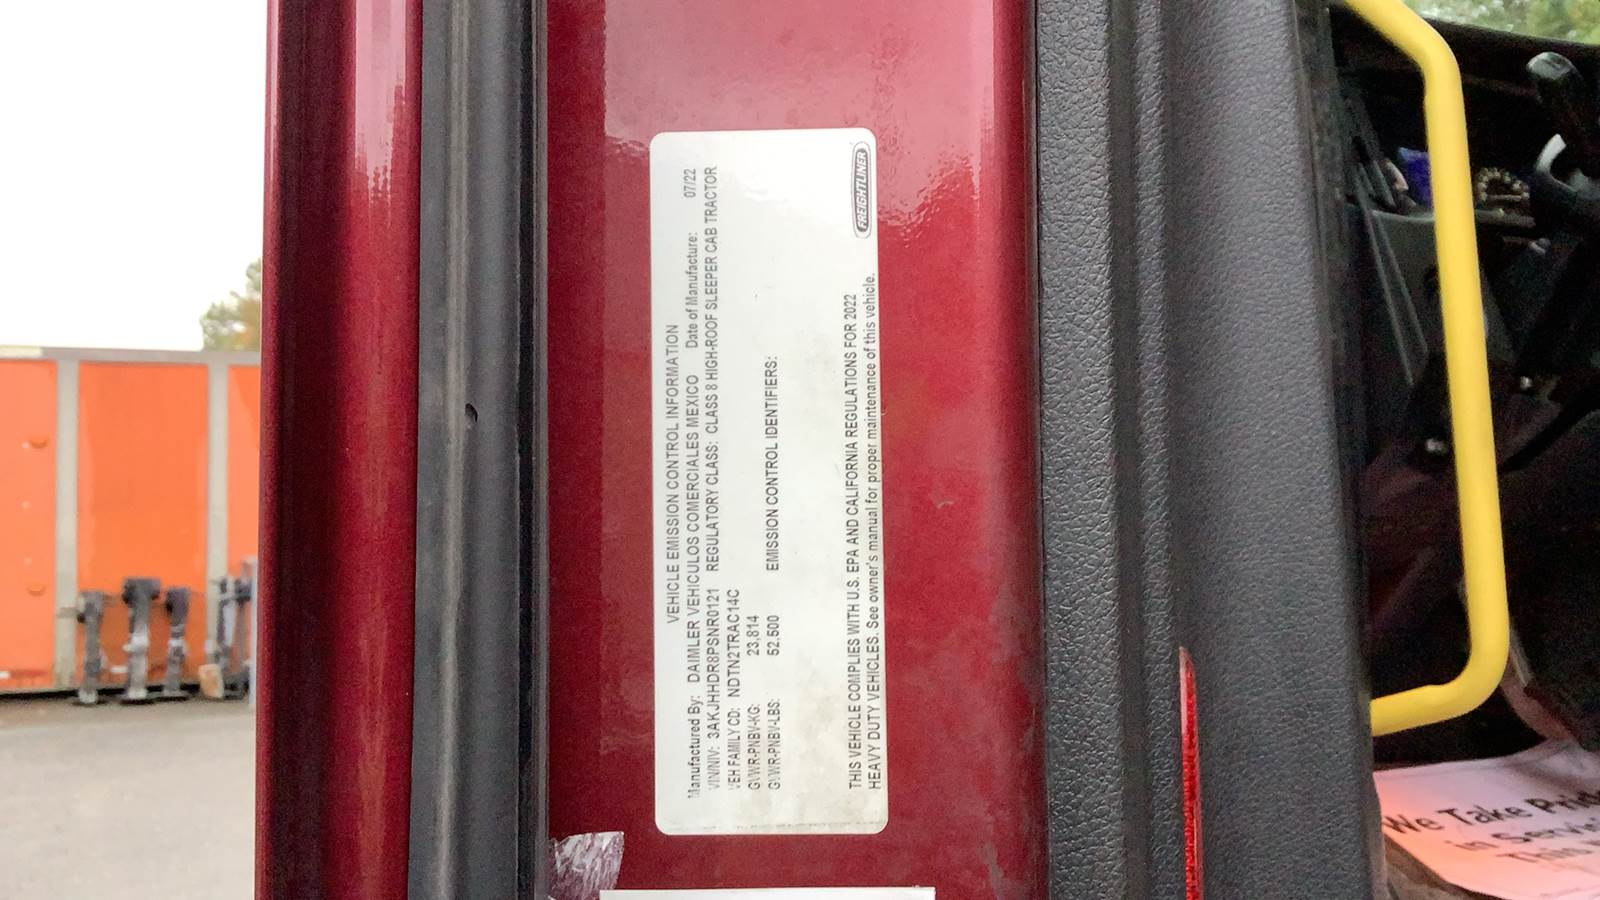 FREIGHTLINER
VEHICLE EMISSION CONTROL INFORMATION
Manufactured By: DAIMLER VEHICULOS COMERCIALES MEXICO Date of Manufacture: 07/22
VIN/NIV: 3AKJHHDR8PSNR0121 REGULATORY CLASS: CLASS 8 HIGH-ROOF SLEEPER CAB TRACTOR
VEH FAMILY CD: NDTN2TRAC14C
GVWR-PNBV-KG: 23,814
GVWR-PNBV-LBS: 52,500 EMISSION CONTROL IDENTIFIERS:
THIS VEHICLE COMPLIES WITH U.S. EPA AND CALIFORNIA REGULATIONS FOR 2022
HEAVY DUTY VEHICLES. See owner's manual for proper maintenance of this vehicle.
We Take Pride
in
This